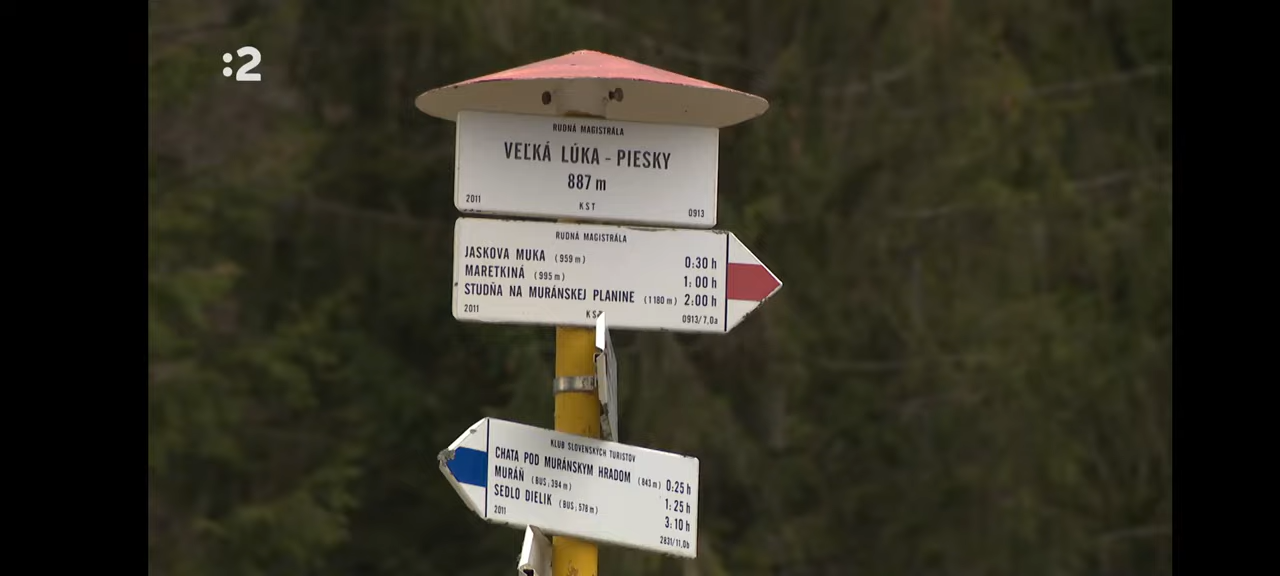 :2
RUDNÁ MAGISTRÁLA
VEĽKÁ LÚKA - PIESKY
887 m
2011 KST 0913
RUDNÁ MAGISTRÁLA
JASKOVA MUKA (959 m) 0:30 h
MARETKINÁ (995 m) 1:00 h
STUDŇA NA MURÁNSKEJ PLANINE (1180 m) 2:00 h
2011 KST 0913/7,0a
KLUB SLOVENSKÝCH TURISTOV
CHATA POD MURÁNSKYM HRADOM (843 m) 0:25 h
MURÁŇ (BUS; 394 m) 1:25 h
SEDLO DIELIK (BUS; 578 m) 3:10 h
2011 2831/11,0b